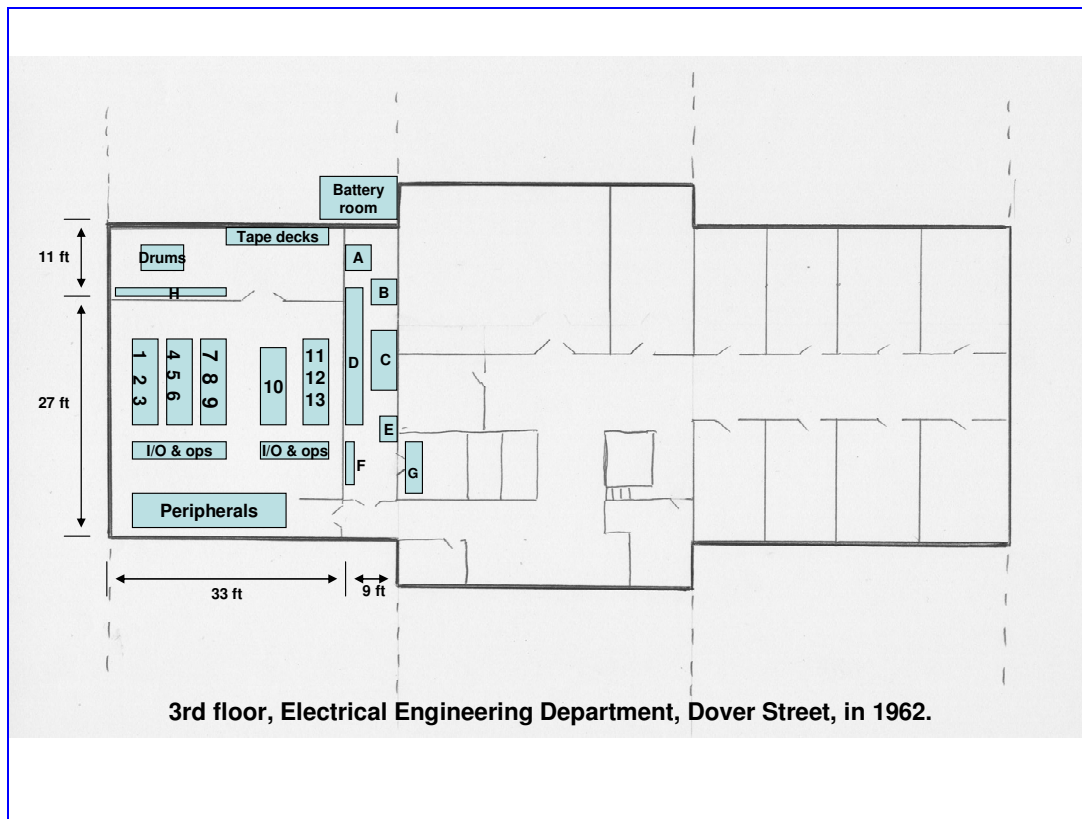 Battery
room
Tape decks
11 ft
Drums
A
B
H
D
C
1 2 3
4 5 6
7 8 9
10
11
12
13
27 ft
E
I/O & ops
I/O & ops
F
G
Peripherals
33 ft
9 ft
3rd floor, Electrical Engineering Department, Dover Street, in 1962.